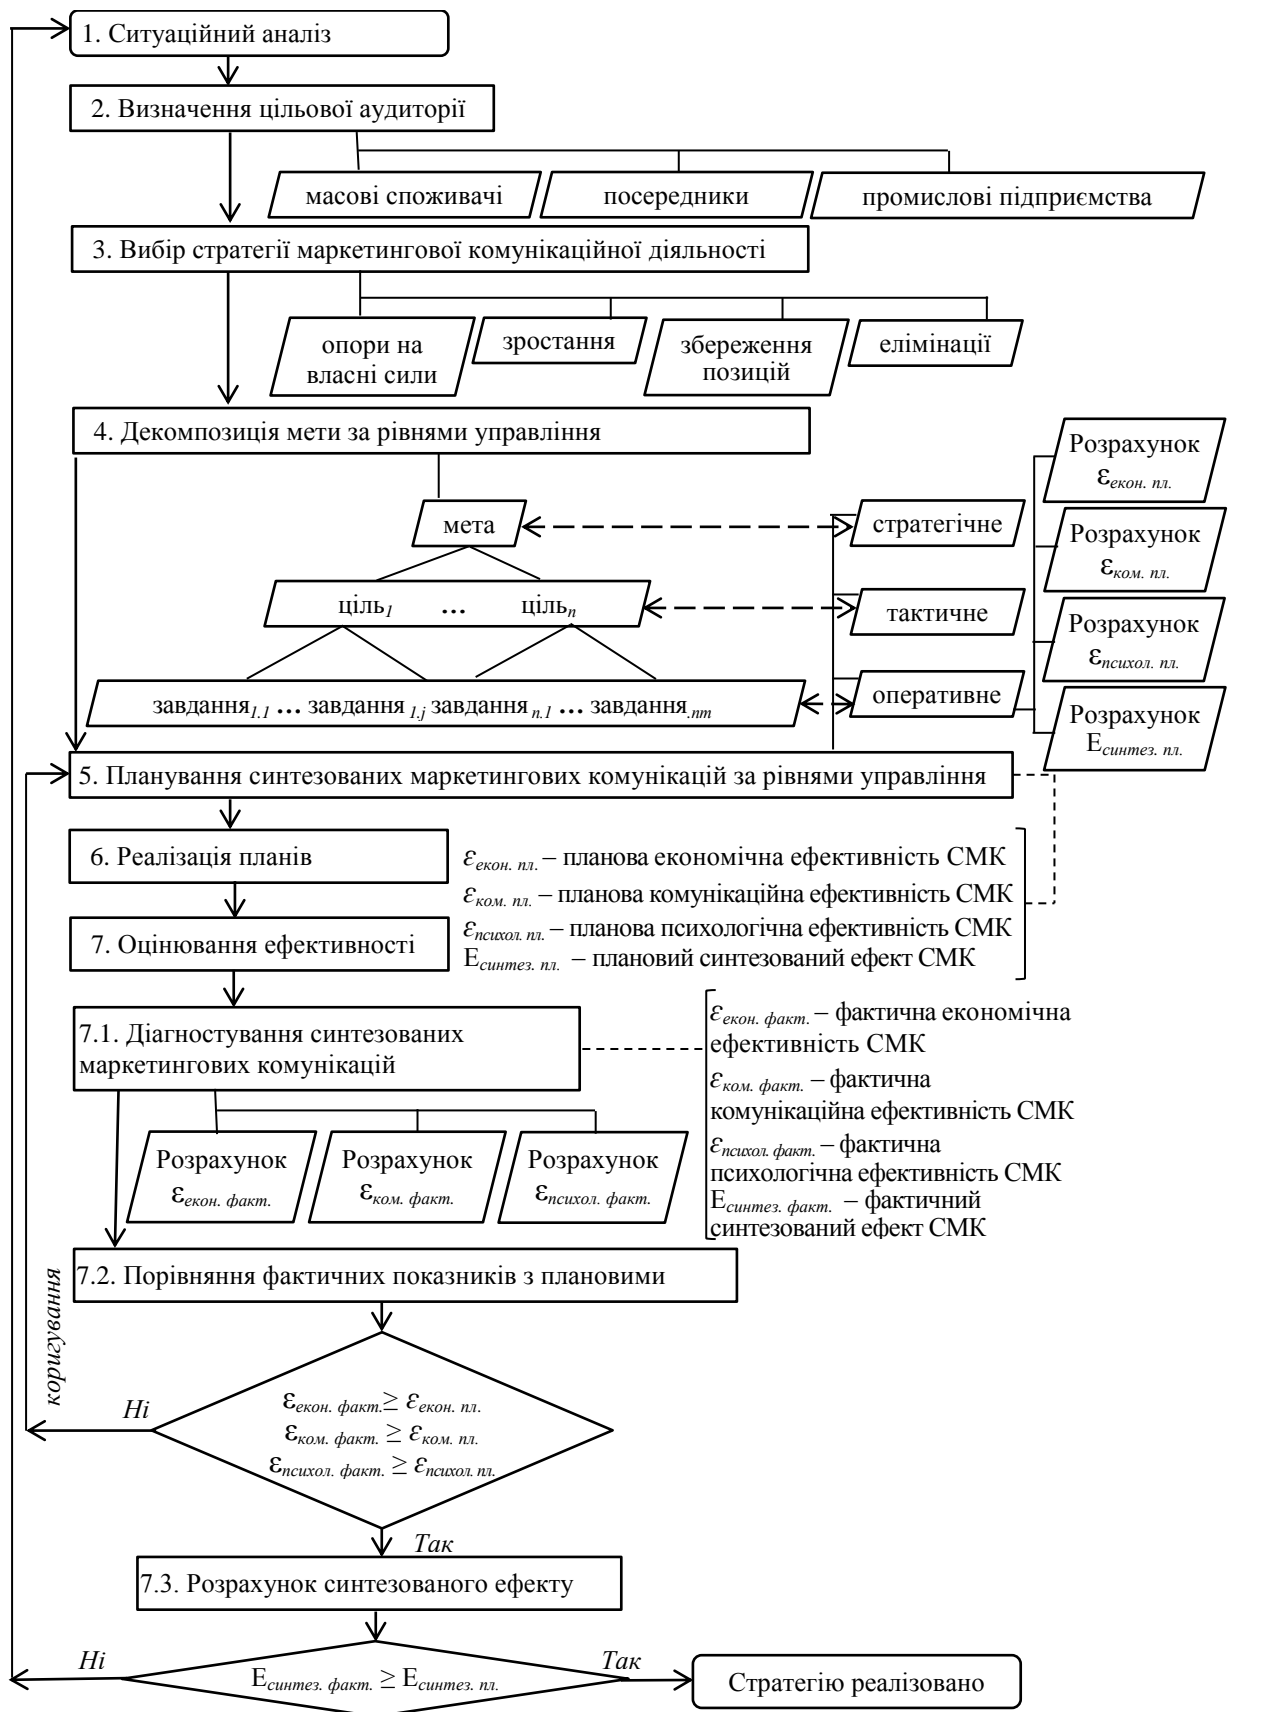 1. Ситуаційний аналіз
2. Визначення цільової аудиторії
масові споживачі
посередники
промислові підприємства
3. Вибір стратегії маркетингової комунікаційної діяльності
опори на
власні сили
зростання
збереження
позицій
елімінації
4. Декомпозиція мети за рівнями управління
Розрахунок
εекон. пл.
мета
стратегічне
Розрахунок
εком. пл.
ціль1 ... цільn
тактичне
Розрахунок
εпсихол. пл.
завдання1.1 ... завдання 1.j завдання n.1 ... завдання.nm
оперативне
Розрахунок
Eсинтез. пл.
5. Планування синтезованих маркетингових комунікацій за рівнями управління
6. Реалізація планів
εекон. пл. – планова економічна ефективність СМК
εком. пл. – планова комунікаційна ефективність СМК
εпсихол. пл. – планова психологічна ефективність СМК
Eсинтез. пл. – плановий синтезований ефект СМК
7. Оцінювання ефективності
7.1. Діагностування синтезованих
маркетингових комунікацій
εекон. факт. – фактична економічна
ефективність СМК
εком. факт. – фактична
комунікаційна ефективність СМК
εпсихол. факт. – фактична
психологічна ефективність СМК
Eсинтез. факт. – фактичний
синтезований ефект СМК
Розрахунок
εекон. факт.
Розрахунок
εком. факт.
Розрахунок
εпсихол. факт.
7.2. Порівняння фактичних показників з плановими
коригування
Ні
εекон. факт. ≥ εекон. пл.
εком. факт. ≥ εком. пл.
εпсихол. факт. ≥ εпсихол. пл.
Так
7.3. Розрахунок синтезованого ефекту
Ні
Eсинтез. факт. ≥ Eсинтез. пл.
Так
Стратегію реалізовано